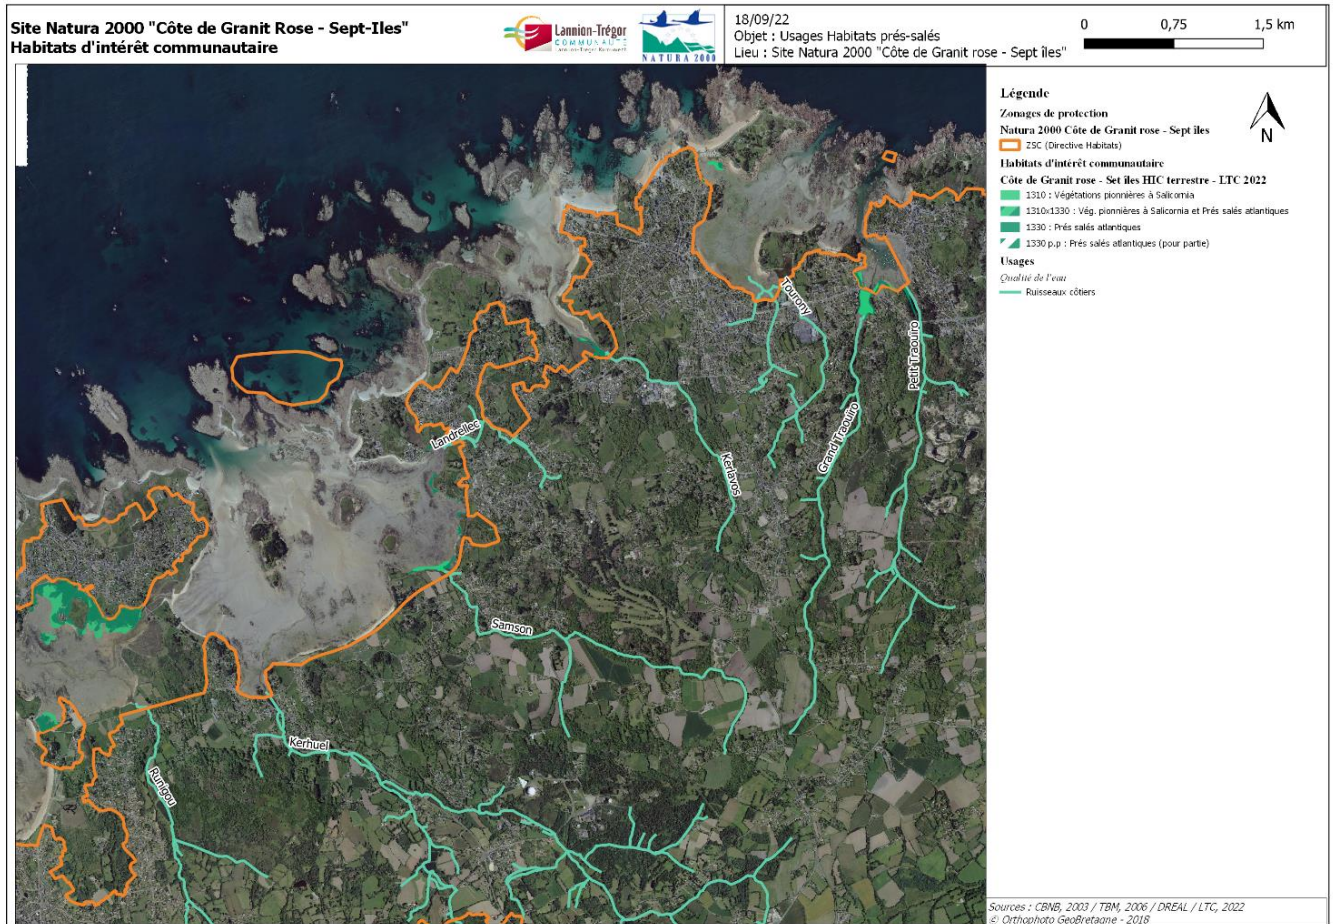 Site Natura 2000 "Côte de Granit Rose - Sept-Iles"
Habitats d'intérêt communautaire
Lannion-Trégor
COMMUNAUTÉ
NATURA 2000
18/09/22
Objet : Usages Habitats prés-salés
Lieu : Site Natura 2000 "Côte de Granit rose - Sept îles"
0 0,75 1,5 km
Légende
Zonages de protection
Natura 2000 Côte de Granit rose - Sept îles
ZSC (Directive Habitats)
N
Habitats d'intérêt communautaire
Côte de Granit rose - Set îles HIC terrestre - LTC 2022
1310 : Végétations pionnières à Salicornia
1310x1330 : Vég. pionnières à Salicornia et Prés salés atlantiques
1330 : Prés salés atlantiques
1330 p.p : Prés salés atlantiques (pour partie)
Usages
Qualité de l'eau
Ruisseaux côtiers
Tourony
Petit Traouiro
Grand Traouiro
Landrellec
Kerlavos
Samson
Kerhuel
Runigou
Sources : CBNB, 2003 / TBM, 2006 / DREAL / LTC, 2022
© Orthophoto GeoBretagne - 2018